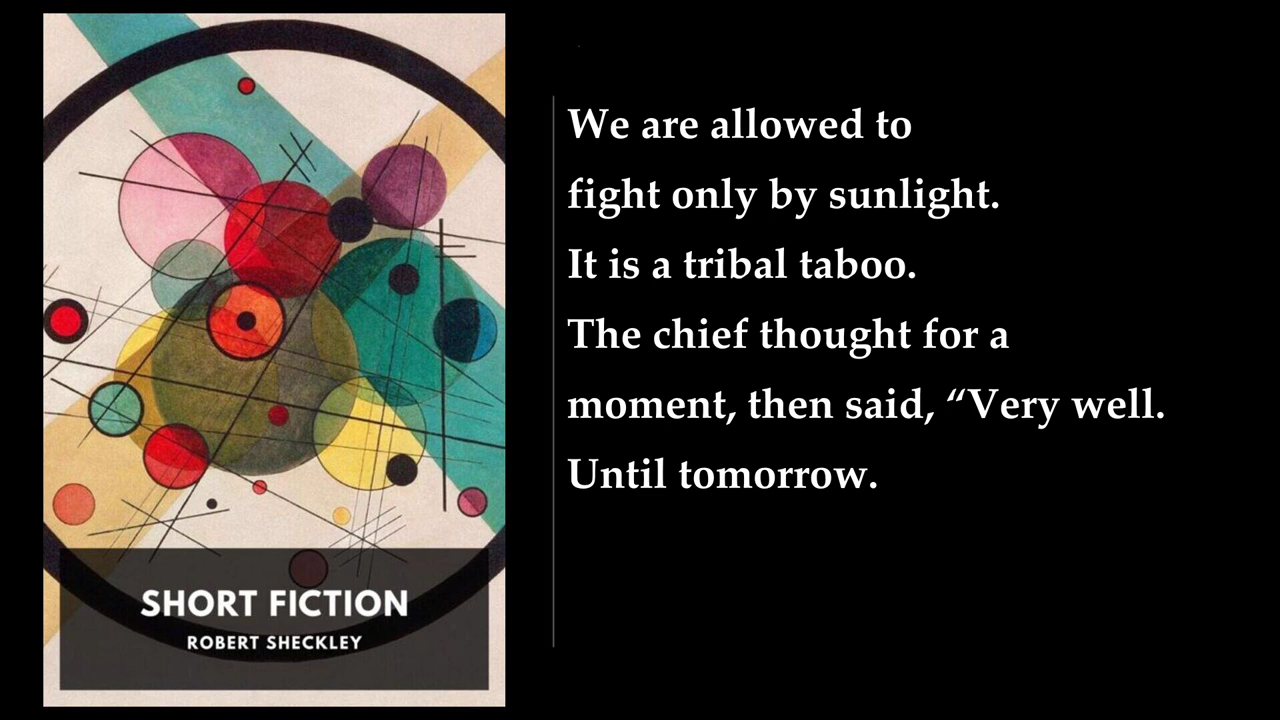 SHORT FICTION
ROBERT SHECKLEY
We are allowed to
fight only by sunlight.
It is a tribal taboo.
The chief thought for a
moment, then said, “Very well.
Until tomorrow.